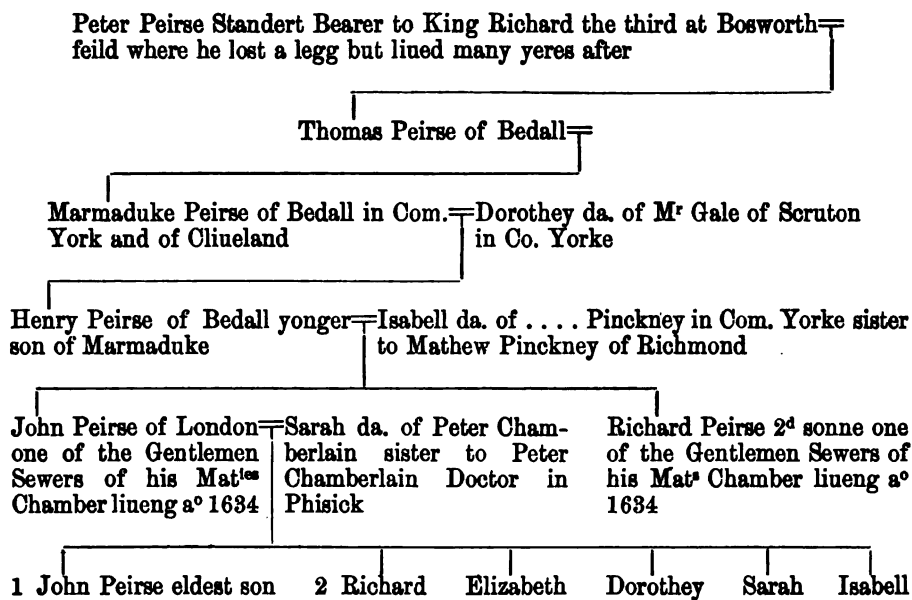 Peter Peirse Standert Bearer to King Richard the third at Bosworth
feild where he lost a legg but liued many yeres after
Thomas Peirse of Bedall
Marmaduke Peirse of Bedall in Com.
York and of Cliueland
Dorothey da. of Mʳ Gale of Scruton
in Co. Yorke
Henry Peirse of Bedall yonger
son of Marmaduke
Isabell da. of .... Pinckney in Com. Yorke sister
to Mathew Pinckney of Richmond
John Peirse of London
one of the Gentlemen
Sewers of his Matⁱᵉˢ
Chamber liueng aᵒ 1634
Sarah da. of Peter Cham-
berlain sister to Peter
Chamberlain Doctor in
Phisick
Richard Peirse 2ᵈ sonne one
of the Gentlemen Sewers of
his Matˢ Chamber liueng aᵒ
1634
1 John Peirse eldest son 2 Richard Elizabeth Dorothey Sarah Isabell